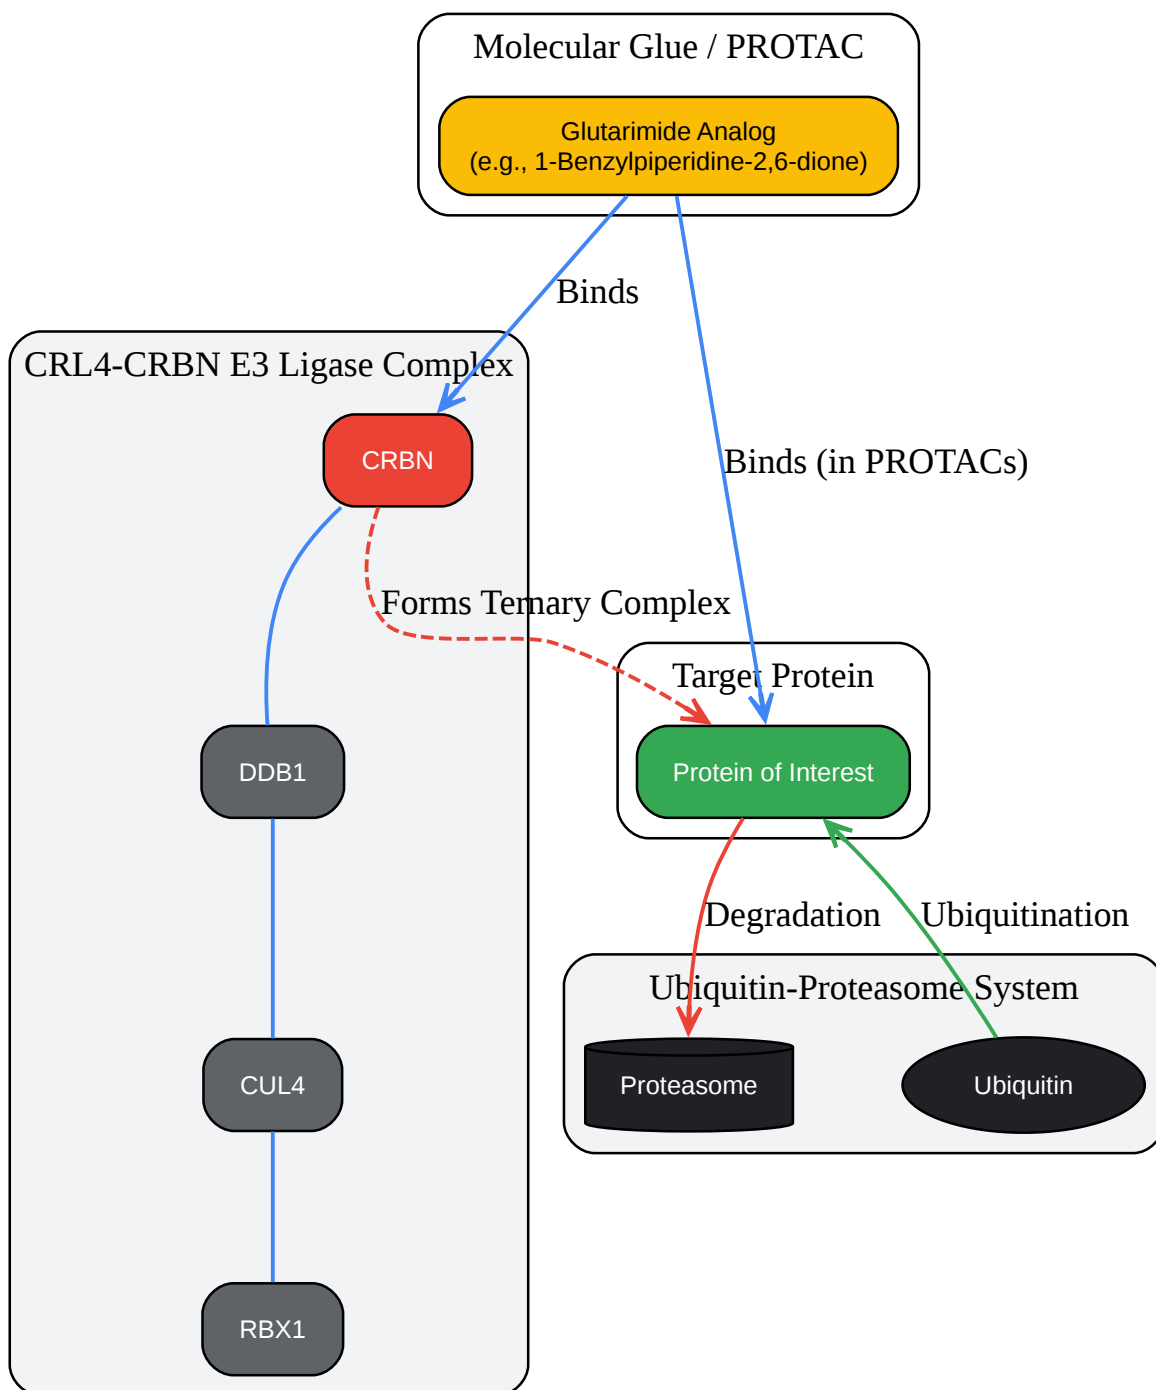 Molecular Glue / PROTAC
Glutarimide Analog
(e.g., 1-Benzylpiperidine-2,6-dione)
Binds
CRL4-CRBN E3 Ligase Complex
CRBN
Binds (in PROTACs)
Forms Ternary Complex
Target Protein
DDB1
Protein of Interest
Degradation
Ubiquitination
Ubiquitin-Proteasome System
CUL4
Proteasome
Ubiquitin
RBX1